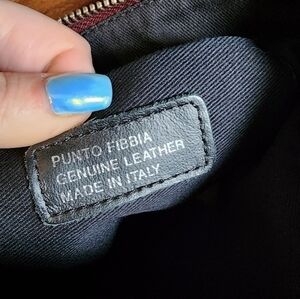 PUNTO FIBBIA
GENUINE LEATHER
MADE IN ITALY